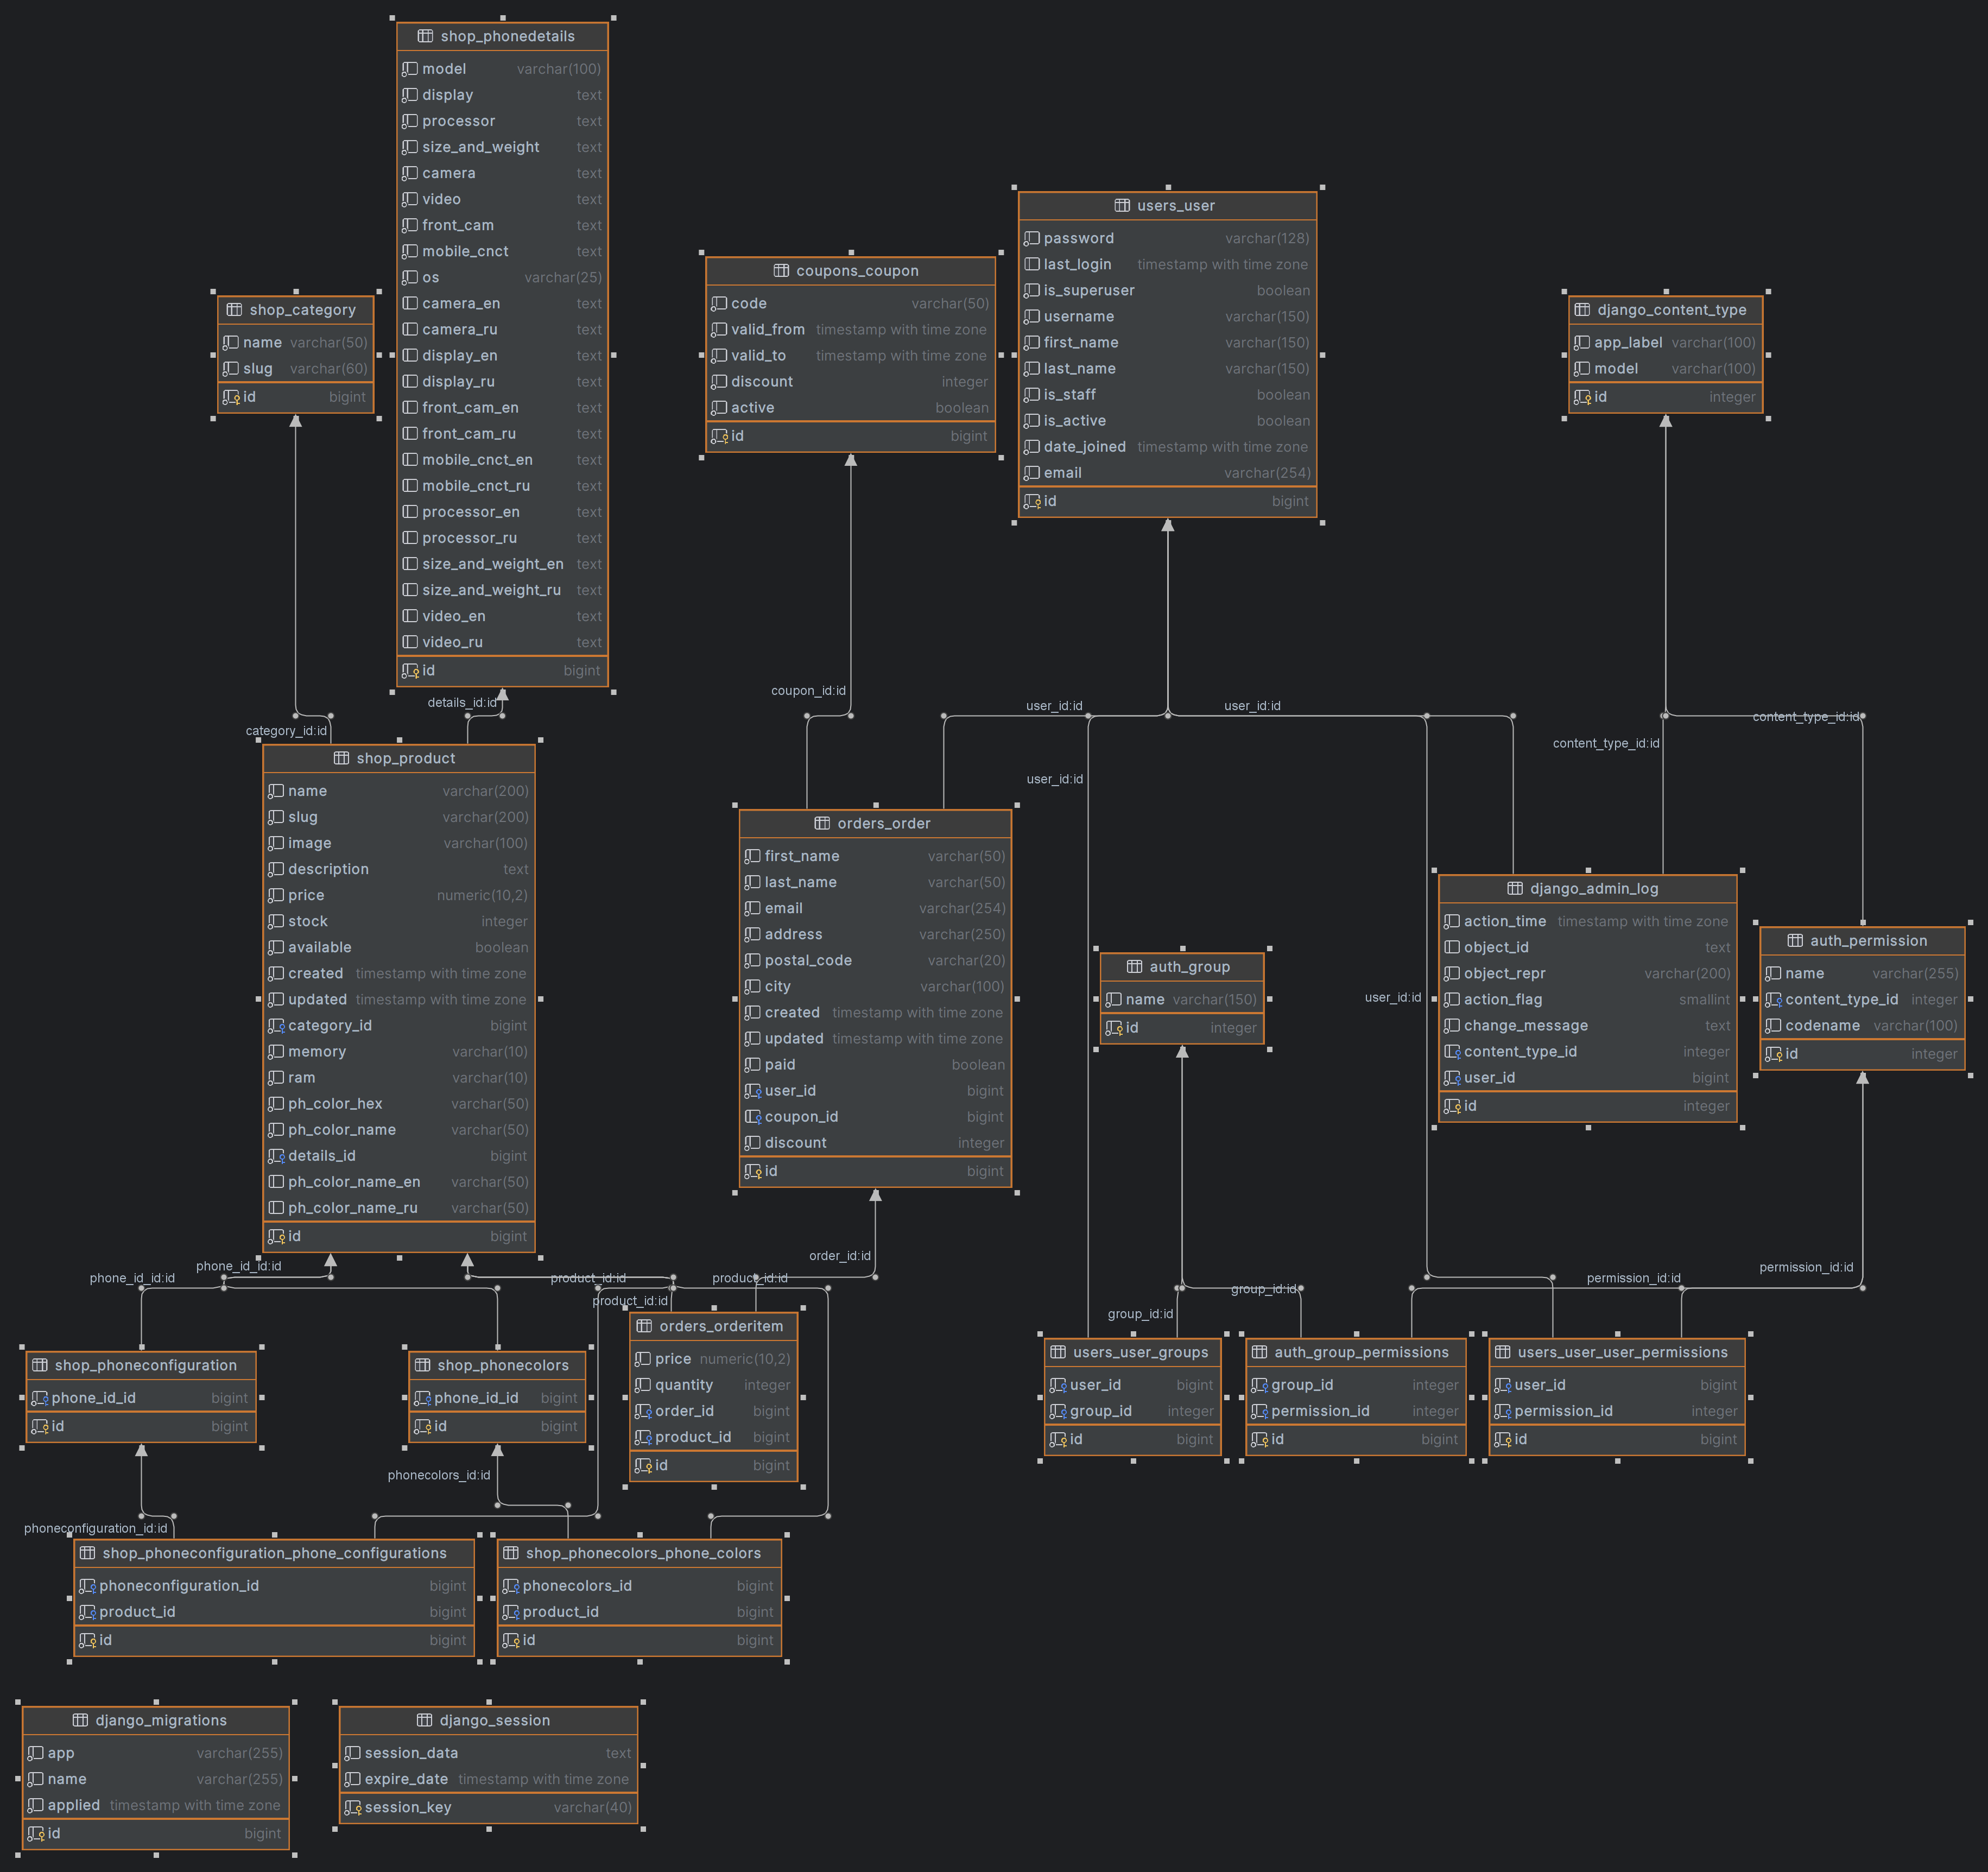 shop_phonedetails
model varchar(100)
display text
processor text
size_and_weight text
camera text
video text
front_cam text
mobile_cnct text
os varchar(25)
camera_en text
camera_ru text
display_en text
display_ru text
front_cam_en text
front_cam_ru text
mobile_cnct_en text
mobile_cnct_ru text
processor_en text
processor_ru text
size_and_weight_en text
size_and_weight_ru text
video_en text
video_ru text
id bigint
users_user
password varchar(128)
last_login timestamp with time zone
is_superuser boolean
username varchar(150)
first_name varchar(150)
last_name varchar(150)
is_staff boolean
is_active boolean
date_joined timestamp with time zone
email varchar(254)
id bigint
coupons_coupon
code varchar(50)
valid_from timestamp with time zone
valid_to timestamp with time zone
discount integer
active boolean
id bigint
shop_category
name varchar(50)
slug varchar(60)
id bigint
django_content_type
app_label varchar(100)
model varchar(100)
id integer
category_id:id
details_id:id
coupon_id:id
user_id:id
user_id:id
user_id:id
content_type_id:id
content_type_id:id
shop_product
name varchar(200)
slug varchar(200)
image varchar(100)
description text
price numeric(10,2)
stock integer
available boolean
created timestamp with time zone
updated timestamp with time zone
category_id bigint
memory varchar(10)
ram varchar(10)
ph_color_hex varchar(50)
ph_color_name varchar(50)
details_id bigint
ph_color_name_en varchar(50)
ph_color_name_ru varchar(50)
id bigint
orders_order
first_name varchar(50)
last_name varchar(50)
email varchar(254)
address varchar(250)
postal_code varchar(20)
city varchar(100)
created timestamp with time zone
updated timestamp with time zone
paid boolean
user_id bigint
coupon_id bigint
discount integer
id bigint
auth_group
name varchar(150)
id integer
user_id:id
django_admin_log
action_time timestamp with time zone
object_id text
object_repr varchar(200)
action_flag smallint
change_message text
content_type_id integer
user_id bigint
id integer
auth_permission
name varchar(255)
content_type_id integer
codename varchar(100)
id integer
phone_id_id:id
phone_id_id:id
product_id:id
product_id:id
product_id:id
order_id:id
group_id:id
group_id:id
permission_id:id
permission_id:id
shop_phoneconfiguration
phone_id_id bigint
id bigint
shop_phonecolors
phone_id_id bigint
id bigint
orders_orderitem
price numeric(10,2)
quantity integer
order_id bigint
product_id bigint
id bigint
users_user_groups
user_id bigint
group_id integer
id bigint
auth_group_permissions
group_id integer
permission_id integer
id bigint
users_user_user_permissions
user_id bigint
permission_id integer
id bigint
phoneconfiguration_id:id
phonecolors_id:id
shop_phoneconfiguration_phone_configurations
phoneconfiguration_id bigint
product_id bigint
id bigint
shop_phonecolors_phone_colors
phonecolors_id bigint
product_id bigint
id bigint
django_migrations
app varchar(255)
name varchar(255)
applied timestamp with time zone
id bigint
django_session
session_data text
expire_date timestamp with time zone
session_key varchar(40)